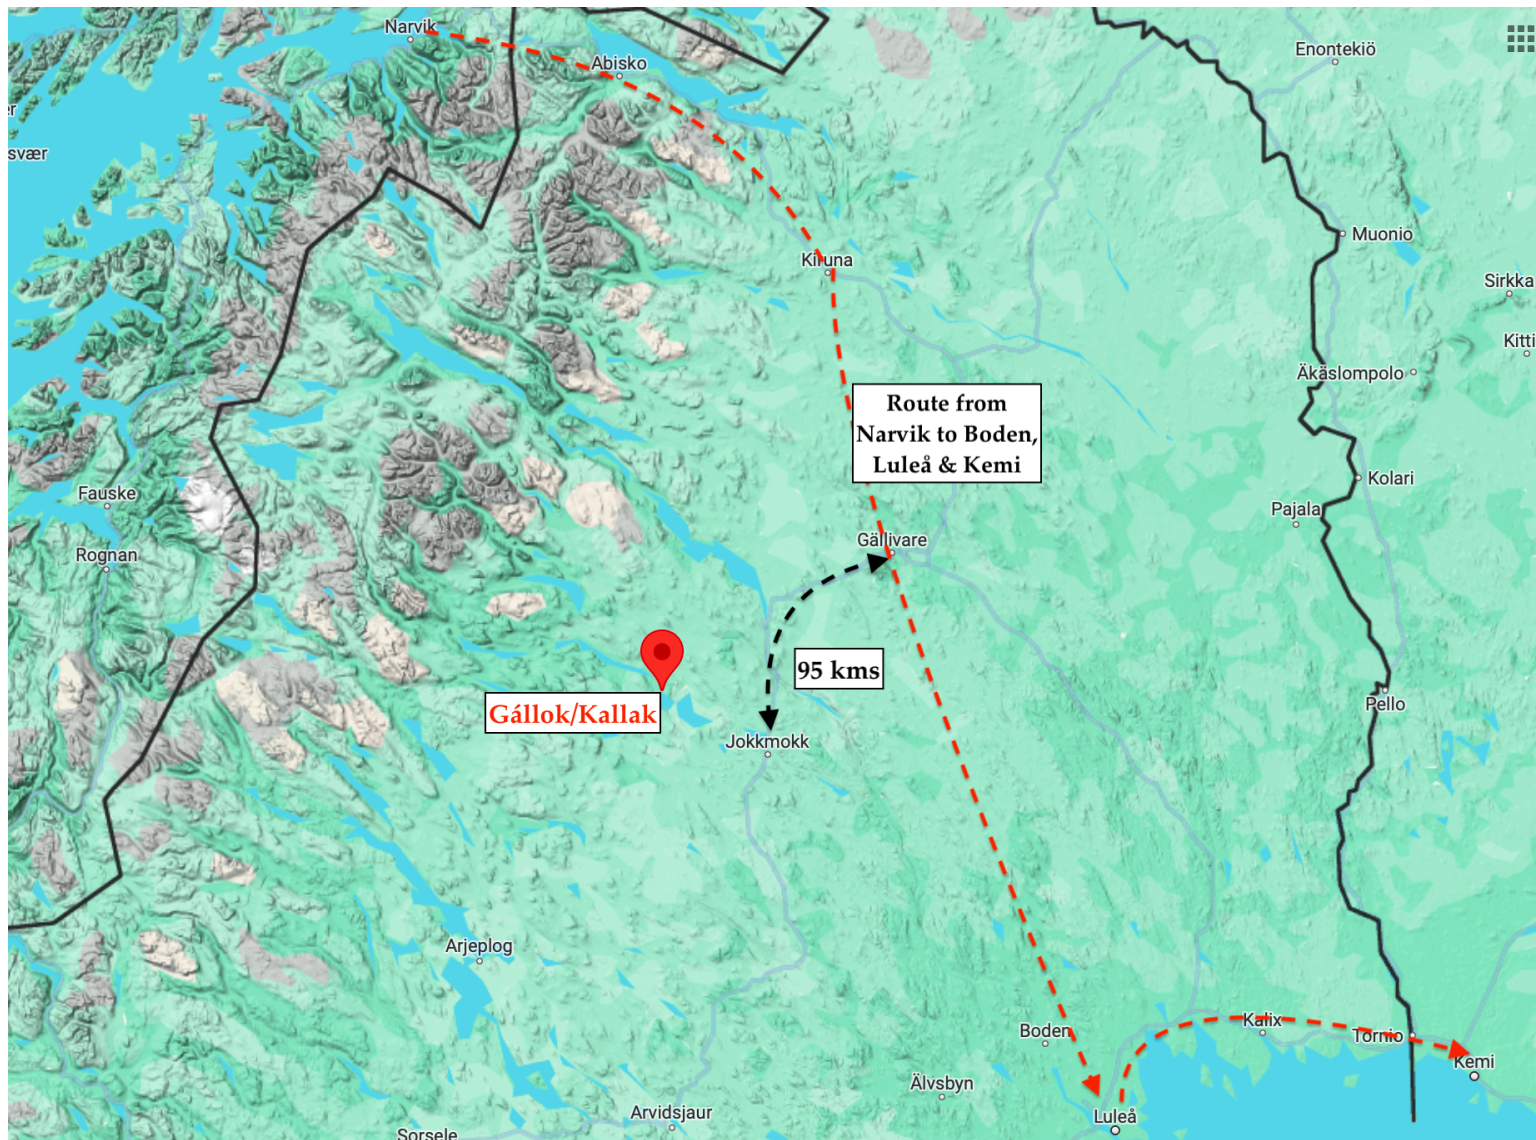 Narvik
Enontekiö
Abisko
er
svær
Muonio
Kiruna
Sirkka
Kitti
Äkäslompolo
Route from
Narvik to Boden,
Luleå & Kemi
Kolari
Fauske
Pajala
Gällivare
Rognan
95 kms
Pello
Gállok/Kallak
Jokkmokk
Arjeplog
Kalix
Boden
Tornio
Kemi
Älvsbyn
Arvidsjaur
Luleå
Sorsele